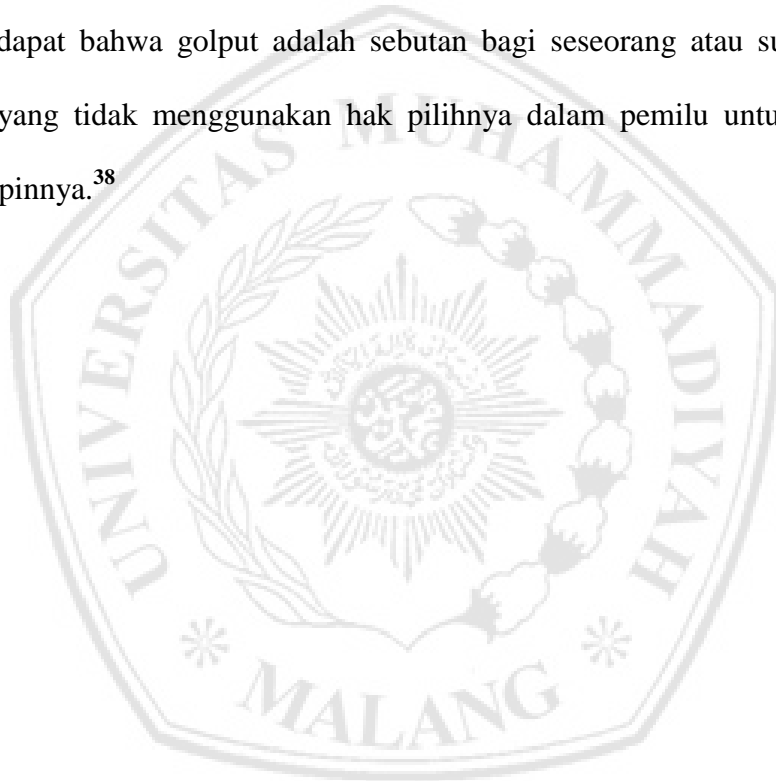 dapat bahwa golput adalah sebutan bagi seseorang atau su
yang tidak menggunakan hak pilihnya dalam pemilu untu
pinnya.38
UNIVERSITAS MUHAMMADIYAH
MALANG